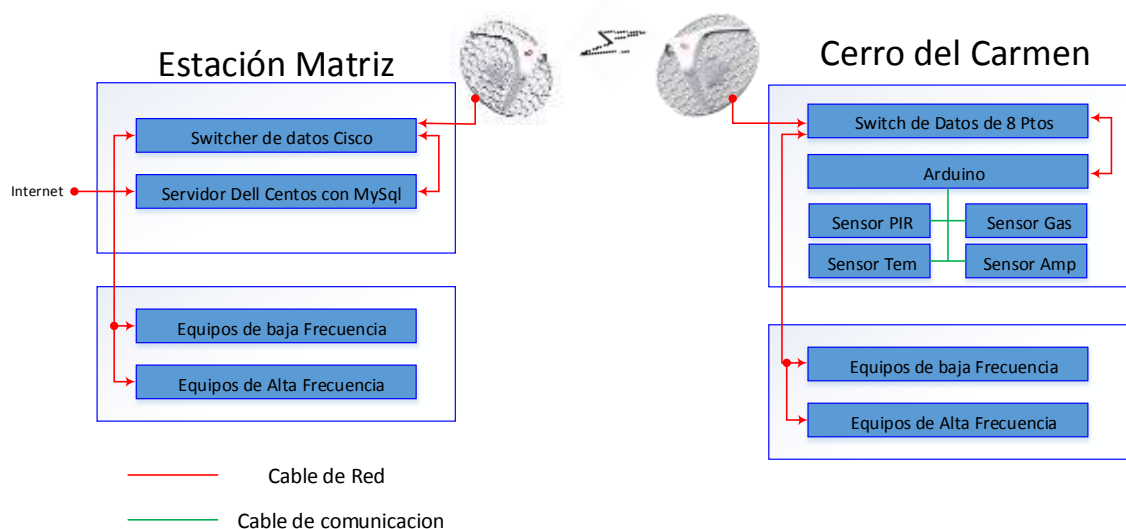 Estación Matriz
Switcher de datos Cisco
Internet
Servidor Dell Centos con MySql
Equipos de baja Frecuencia
Equipos de Alta Frecuencia
Cerro del Carmen
Switch de Datos de 8 Ptos
Arduino
Sensor PIR
Sensor Gas
Sensor Tem
Sensor Amp
Equipos de baja Frecuencia
Equipos de Alta Frecuencia
Cable de Red
Cable de comunicacion